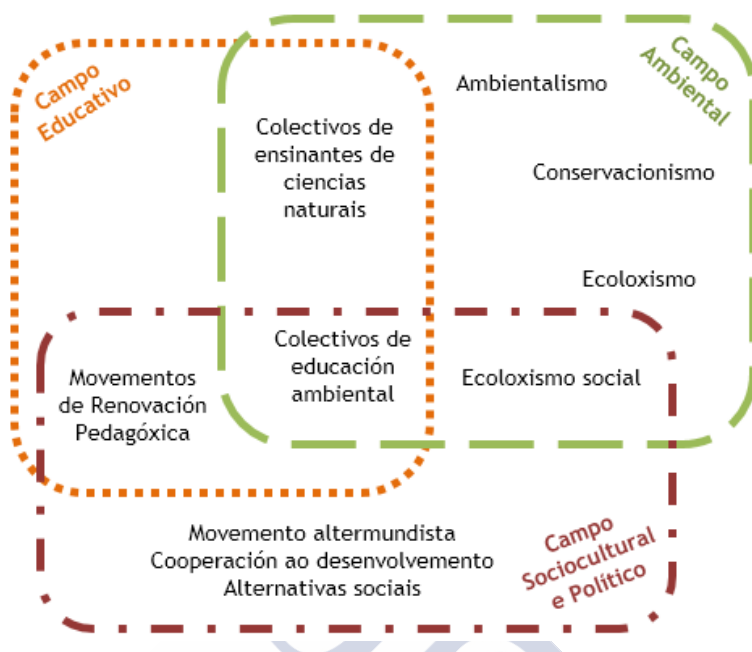 Campo
Educativo
Campo
Ambiental
Ambientalismo
Colectivos de
ensinantes de
ciencias
naturais
Conservacionismo
Ecoloxismo
Colectivos de
educación
ambiental
Movementos
de Renovación
Pedagóxica
Ecoloxismo social
Movemento altermundista
Cooperación ao desenvolvemento
Alternativas sociais
Campo
Sociocultural
e Político